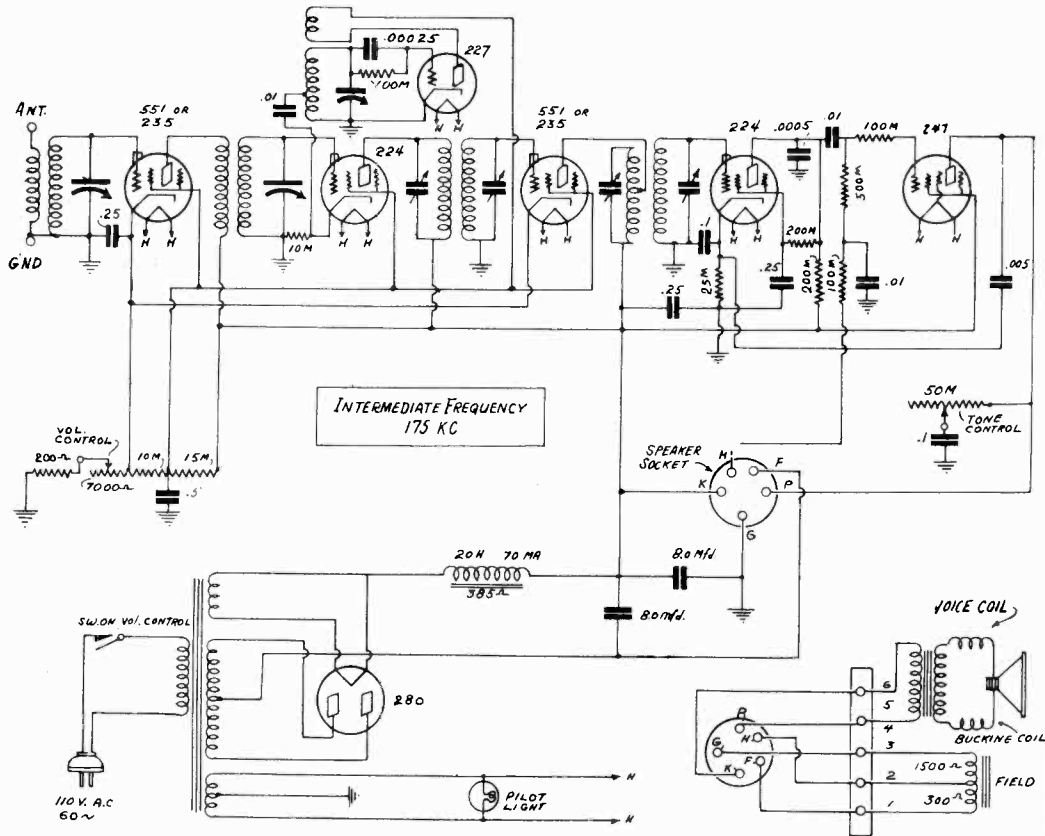 ANT.
GND
551 OR
235
.25
.01
.00025
100M
227
H H
224
H H
10M
H H
551 OR
235
H H
224
H H
.1
25M
.25
.25
200M
200M
.0005
.01
500M
100M
100M
.01
247
H H
.005
INTERMEDIATE FREQUENCY
175 KC
50M
TONE
CONTROL
.1
VOL.
CONTROL
200Ω
7000Ω
10M
15M
.5
SPEAKER
SOCKET
H
F
K
P
G
20H 70 MA
385Ω
8.0 Mfd.
8.0 Mfd.
SW. ON VOL. CONTROL
110 V. A.C
60~
280
PILOT
LIGHT
H
H
VOICE COIL
BUCKINE COIL
6
5
4
3
2
1
G
H
F
K
1500Ω
300Ω
FIELD